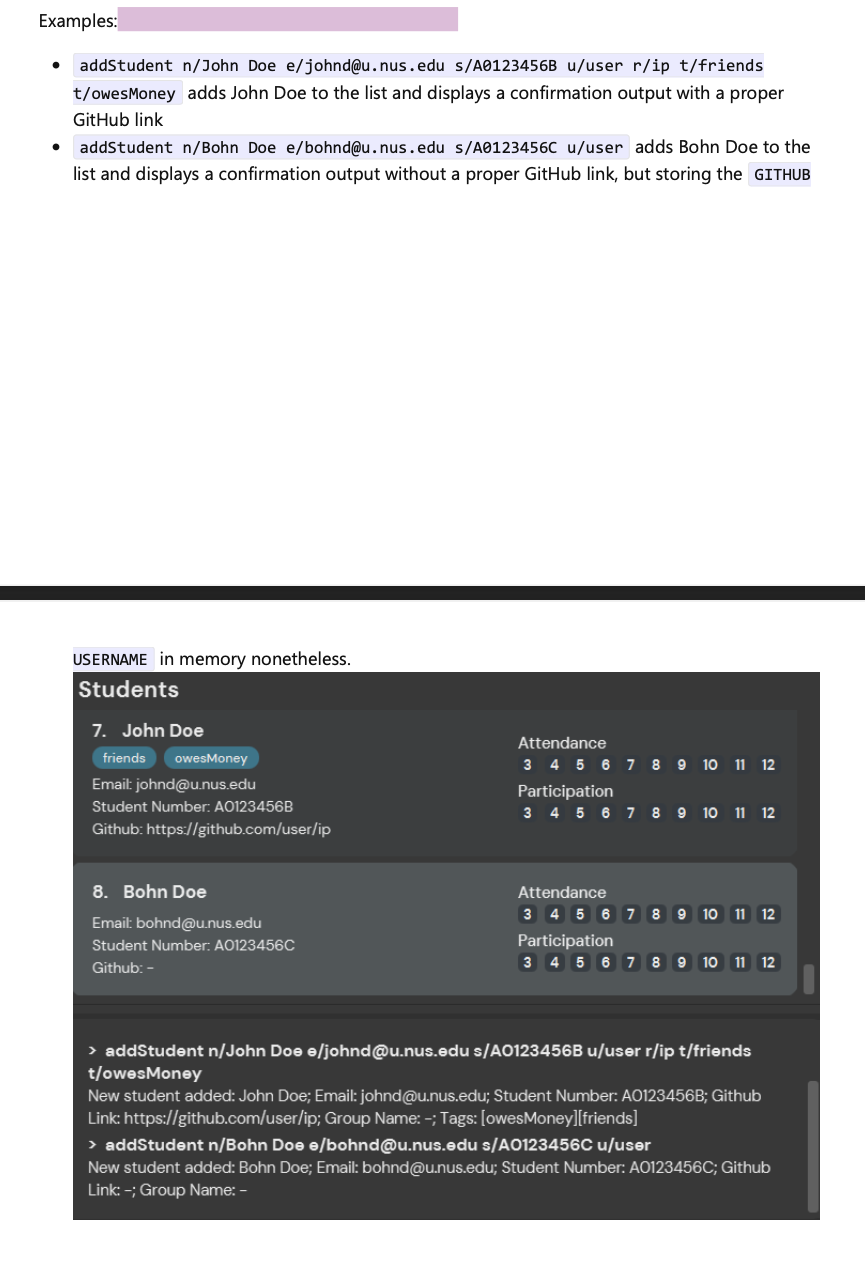 Examples:
addStudent n/John Doe e/johnd@u.nus.edu s/A0123456B u/user r/ip t/friends
t/owesMoney adds John Doe to the list and displays a confirmation output with a proper
GitHub link
addStudent n/Bohn Doe e/bohnd@u.nus.edu s/A0123456C u/user adds Bohn Doe to the
list and displays a confirmation output without a proper GitHub link, but storing the GITHUB
USERNAME in memory nonetheless.
Students
7. John Doe
friends owesMoney
Email: johnd@u.nus.edu
Student Number: A0123456B
Github: https://github.com/user/ip
Attendance
3 4 5 6 7 8 9 10 11 12
Participation
3 4 5 6 7 8 9 10 11 12
8. Bohn Doe
Email: bohnd@u.nus.edu
Student Number: A0123456C
Github: -
Attendance
3 4 5 6 7 8 9 10 11 12
Participation
3 4 5 6 7 8 9 10 11 12
> addStudent n/John Doe e/johnd@u.nus.edu s/A0123456B u/user r/ip t/friends
t/owesMoney
New student added: John Doe; Email: johnd@u.nus.edu; Student Number: A0123456B; Github
Link: https://github.com/user/ip; Group Name: -; Tags: [owesMoney][friends]
> addStudent n/Bohn Doe e/bohnd@u.nus.edu s/A0123456C u/user
New student added: Bohn Doe; Email: bohnd@u.nus.edu; Student Number: A0123456C; Github
Link: -; Group Name: -